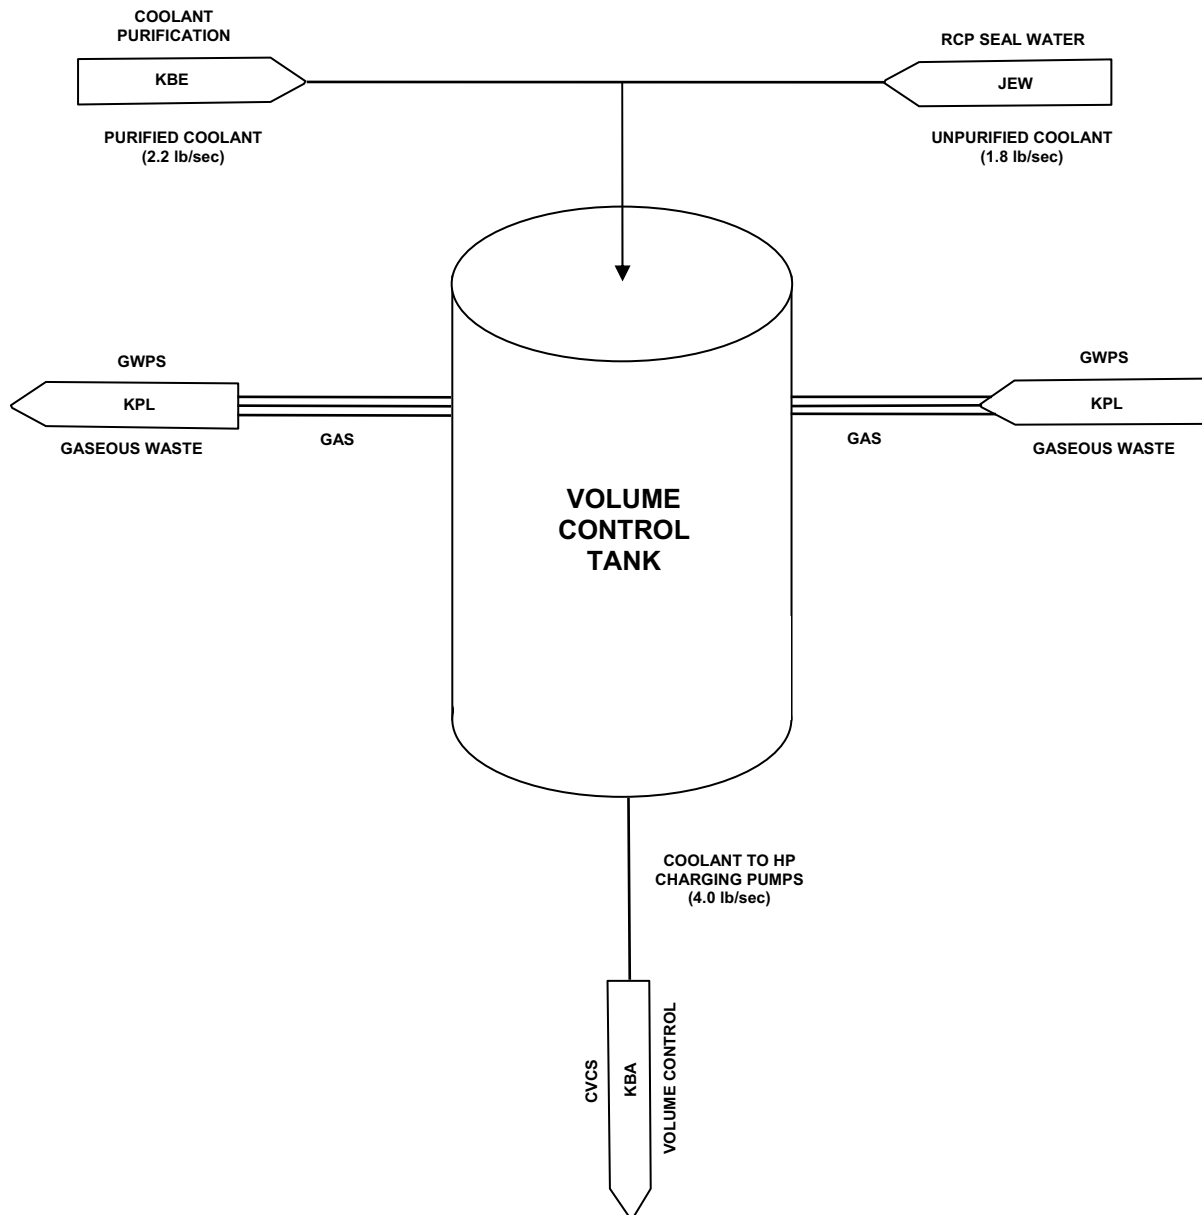 COOLANT
PURIFICATION
KBE
PURIFIED COOLANT
(2.2 lb/sec)
RCP SEAL WATER
JEW
UNPURIFIED COOLANT
(1.8 lb/sec)
GWPS
KPL
GASEOUS WASTE
GAS
GWPS
KPL
GASEOUS WASTE
GAS
VOLUME
CONTROL
TANK
COOLANT TO HP
CHARGING PUMPS
(4.0 lb/sec)
CVCS
KBA
VOLUME CONTROL